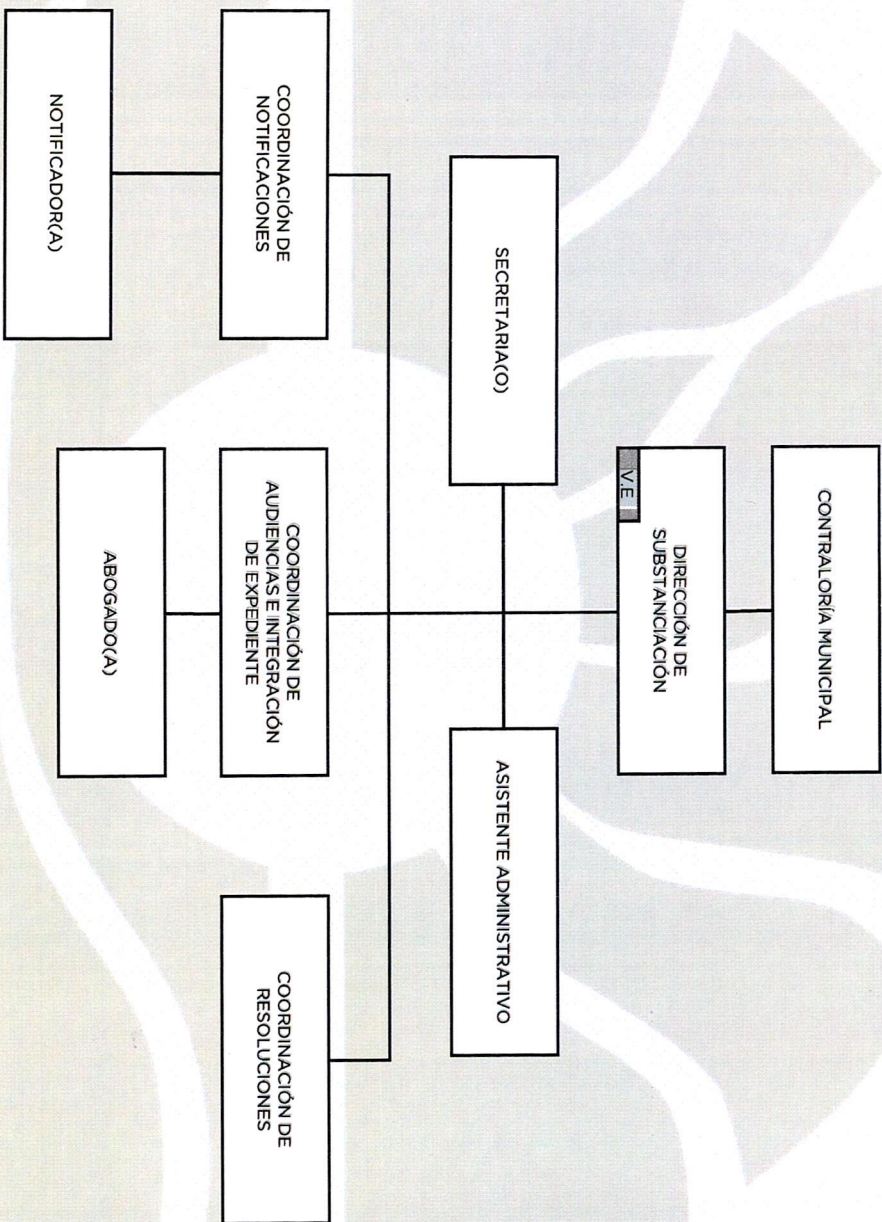 CONTRALORÍA MUNICIPAL
DIRECCIÓN DE
SUBSTANCIACIÓN
V.E
SECRETARIA(O)
ASISTENTE ADMINISTRATIVO
COORDINACIÓN DE
NOTIFICACIONES
COORDINACIÓN DE
AUDIENCIAS E INTEGRACIÓN
DE EXPEDIENTE
COORDINACIÓN DE
RESOLUCIONES
NOTIFICADOR(A)
ABOGADO(A)